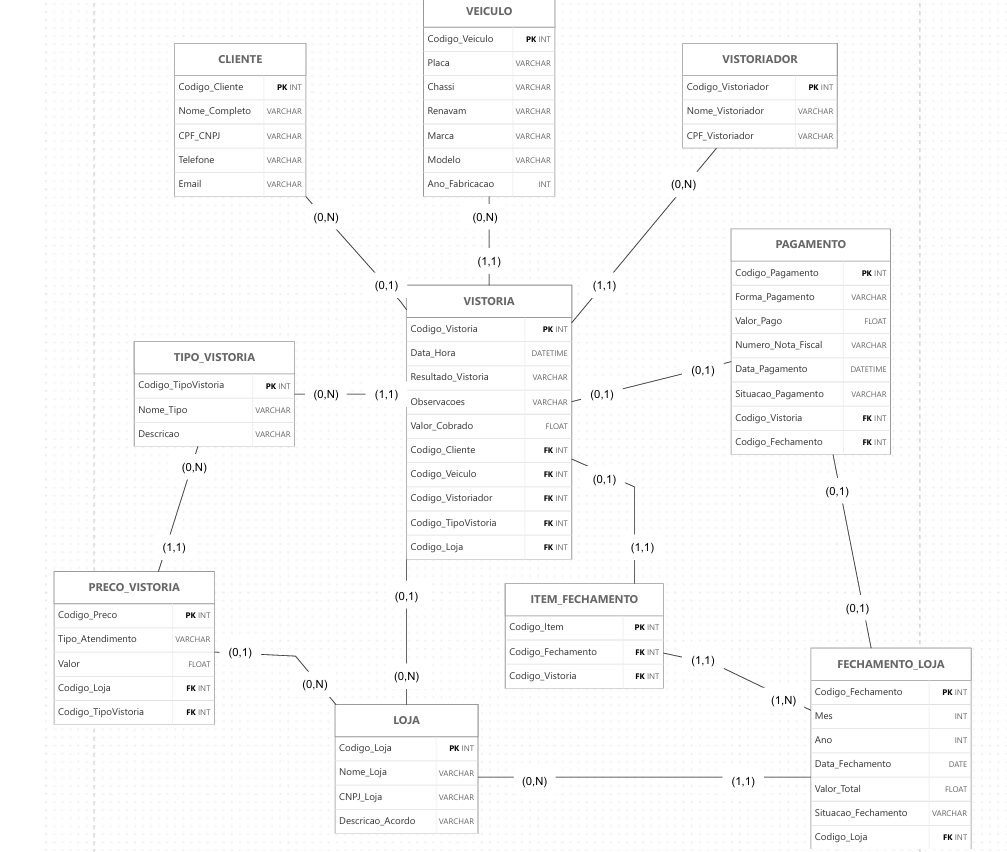 VEICULO
Codigo_Veiculo PK INT
Placa VARCHAR
Chassi VARCHAR
Renavam VARCHAR
Marca VARCHAR
Modelo VARCHAR
Ano_Fabricacao INT
CLIENTE
Codigo_Cliente PK INT
Nome_Completo VARCHAR
CPF_CNPJ VARCHAR
Telefone VARCHAR
Email VARCHAR
VISTORIADOR
Codigo_Vistoriador PK INT
Nome_Vistoriador VARCHAR
CPF_Vistoriador VARCHAR
(0,N)
(0,1)
(0,N)
(1,1)
(0,N)
(1,1)
PAGAMENTO
Codigo_Pagamento PK INT
Forma_Pagamento VARCHAR
Valor_Pago FLOAT
Numero_Nota_Fiscal VARCHAR
Data_Pagamento DATETIME
Situacao_Pagamento VARCHAR
Codigo_Vistoria FK INT
Codigo_Fechamento FK INT
VISTORIA
Codigo_Vistoria PK INT
Data_Hora DATETIME
Resultado_Vistoria VARCHAR
Observacoes VARCHAR
Valor_Cobrado FLOAT
Codigo_Cliente FK INT
Codigo_Veiculo FK INT
Codigo_Vistoriador FK INT
Codigo_TipoVistoria FK INT
Codigo_Loja FK INT
(0,1)
(0,1)
TIPO_VISTORIA
Codigo_TipoVistoria PK INT
Nome_Tipo VARCHAR
Descricao VARCHAR
(0,N)
(1,1)
(0,N)
(1,1)
(0,1)
(1,1)
(0,1)
(0,1)
PRECO_VISTORIA
Codigo_Preco PK INT
Tipo_Atendimento VARCHAR
Valor FLOAT
Codigo_Loja FK INT
Codigo_TipoVistoria FK INT
(0,1)
(0,N)
(0,1)
(0,N)
ITEM_FECHAMENTO
Codigo_Item PK INT
Codigo_Fechamento FK INT
Codigo_Vistoria FK INT
(1,1)
(1,N)
FECHAMENTO_LOJA
Codigo_Fechamento PK INT
Mes INT
Ano INT
Data_Fechamento DATE
Valor_Total FLOAT
Situacao_Fechamento VARCHAR
Codigo_Loja FK INT
LOJA
Codigo_Loja PK INT
Nome_Loja VARCHAR
CNPJ_Loja VARCHAR
Descricao_Acordo VARCHAR
(0,N)
(1,1)